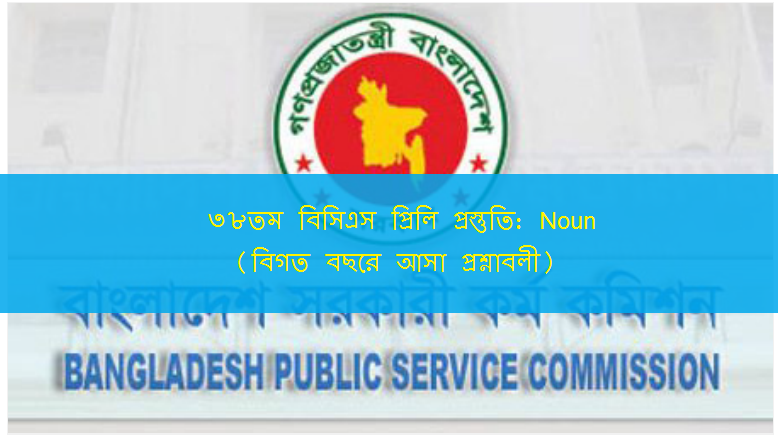 গণপ্রজাতন্ত্রী বাংলাদেশ
৩৮তম বিসিএস প্রিলি প্রস্তুতি: Noun
(বিগত বছরে আসা প্রশ্নাবলী)
বাংলাদেশ সরকারী কর্ম কমিশন
BANGLADESH PUBLIC SERVICE COMMISSION